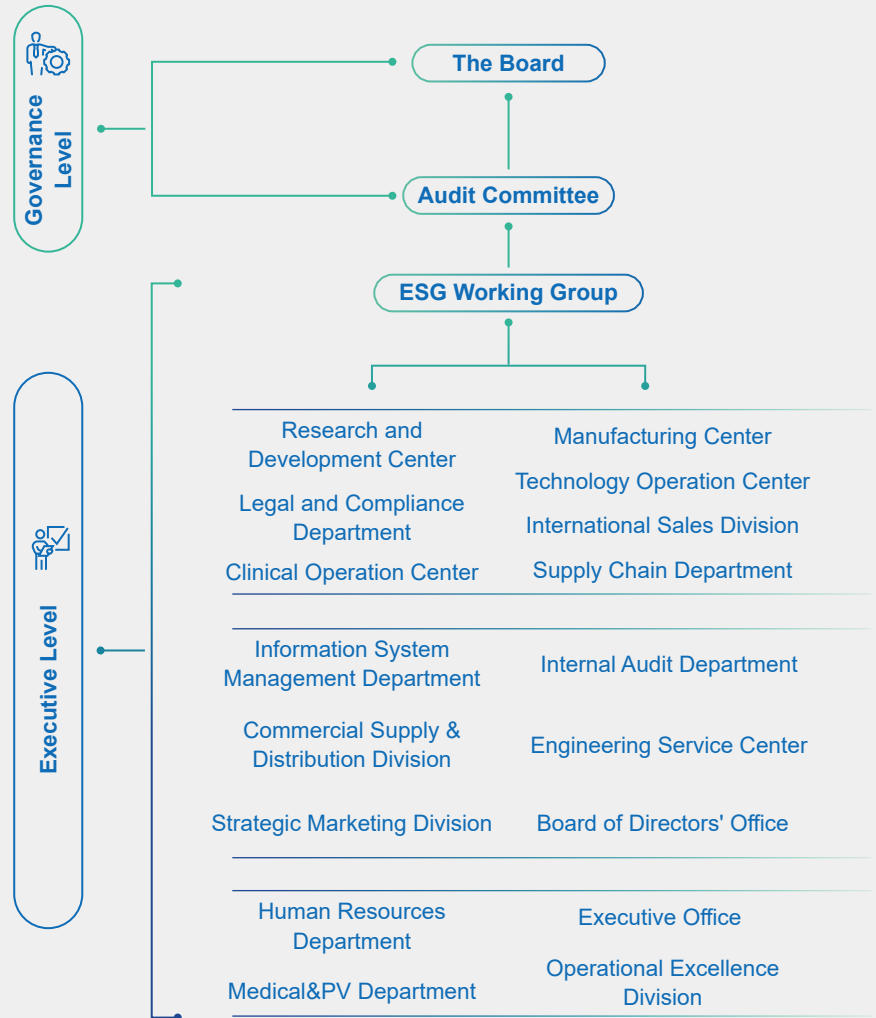 Governance
Level
The Board
Audit Committee
ESG Working Group
Executive Level
Research and
Development Center
Legal and Compliance
Department
Clinical Operation Center
Manufacturing Center
Technology Operation Center
International Sales Division
Supply Chain Department
Information System
Management Department
Commercial Supply &
Distribution Division
Strategic Marketing Division
Internal Audit Department
Engineering Service Center
Board of Directors' Office
Human Resources
Department
Medical&PV Department
Executive Office
Operational Excellence
Division